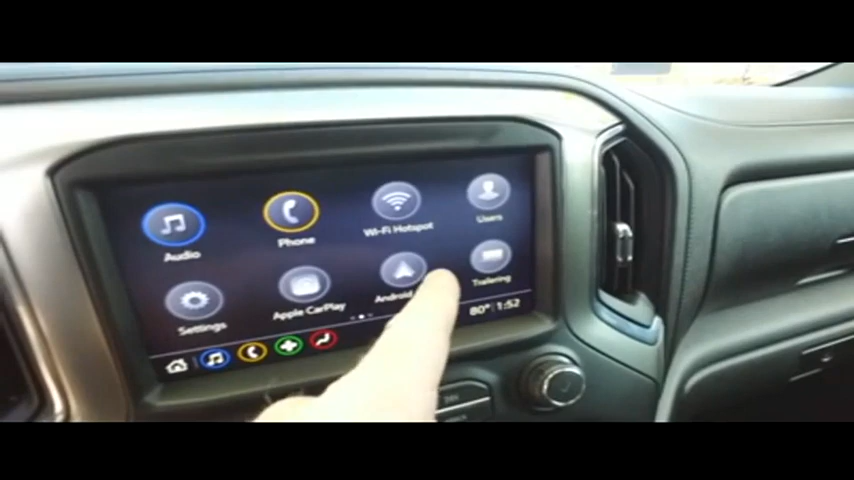 Audio
Phone
Wi-Fi Hotspot
Users
Settings
Apple CarPlay
Android
Trailering
80° 1:52